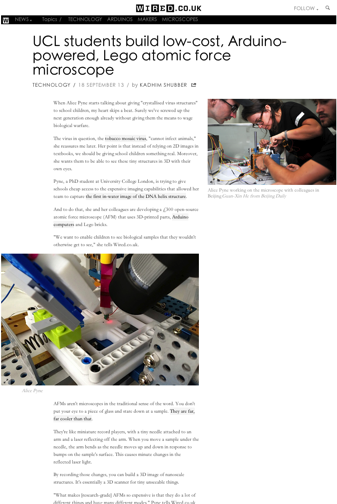 WIRED.CO.UK
FOLLOW
NEWS
Topics /
TECHNOLOGY
ARDUINOS
MAKERS
MICROSCOPES
UCL students build low-cost, Arduino-
powered, Lego atomic force
microscope
TECHNOLOGY / 18 SEPTEMBER 13 / by KADHIM SHUBBER
When Alice Pyne starts talking about giving "crystallised virus structures"
to school children, my heart skips a beat. Surely we've screwed up the
next generation enough already without giving them the means to wage
biological warfare.
The virus in question, the tobacco mosaic virus, "cannot infect animals,"
she reassures me later. Her point is that instead of relying on 2D images in
textbooks, we should be giving school children something real. Moreover,
she wants them to be able to see these tiny structures in 3D with their
own eyes.
Pyne, a PhD student at University College London, is trying to give
schools cheap access to the expensive imaging capabilities that allowed her
team to capture the first in-water image of the DNA helix structure.
And to do that, she and her colleagues are developing a £300 open-source
atomic force microscope (AFM) that uses 3D-printed parts, Arduino
computers and Lego bricks.
"We want to enable children to see biological samples that they wouldn't
otherwise get to see," she tells Wired.co.uk.
Alice Pyne working on the microscope with colleagues in
Beijing
Alice Pyne
AFMs aren't microscopes in the traditional sense of the word. You don't
put your eye to a piece of glass and stare down at a sample. They are far,
far cooler than that.
They're like miniature record players, with a tiny needle attached to an
arm and a laser reflecting off the arm. When you move a sample under the
needle, the arm bends as the needle moves up and down in response to
bumps on the sample's surface. This causes minute changes in the
reflected laser light.
By recording those changes, you can build a 3D image of nanoscale
structures. It's essentially a 3D scanner for tiny unseeable things.
"What makes [research-grade] AFMs so expensive is that they do a lot of
different things and have many different modes," Pyne tells Wired.co.uk